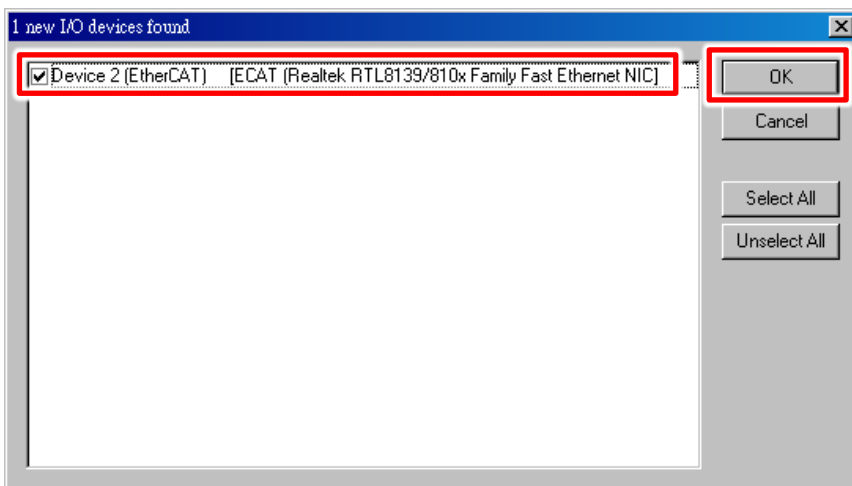 1 new I/O devices found
Device 2 (EtherCAT) [ECAT (Realtek RTL8139/810x Family Fast Ethernet NIC]
OK
Cancel
Select All
Unselect All